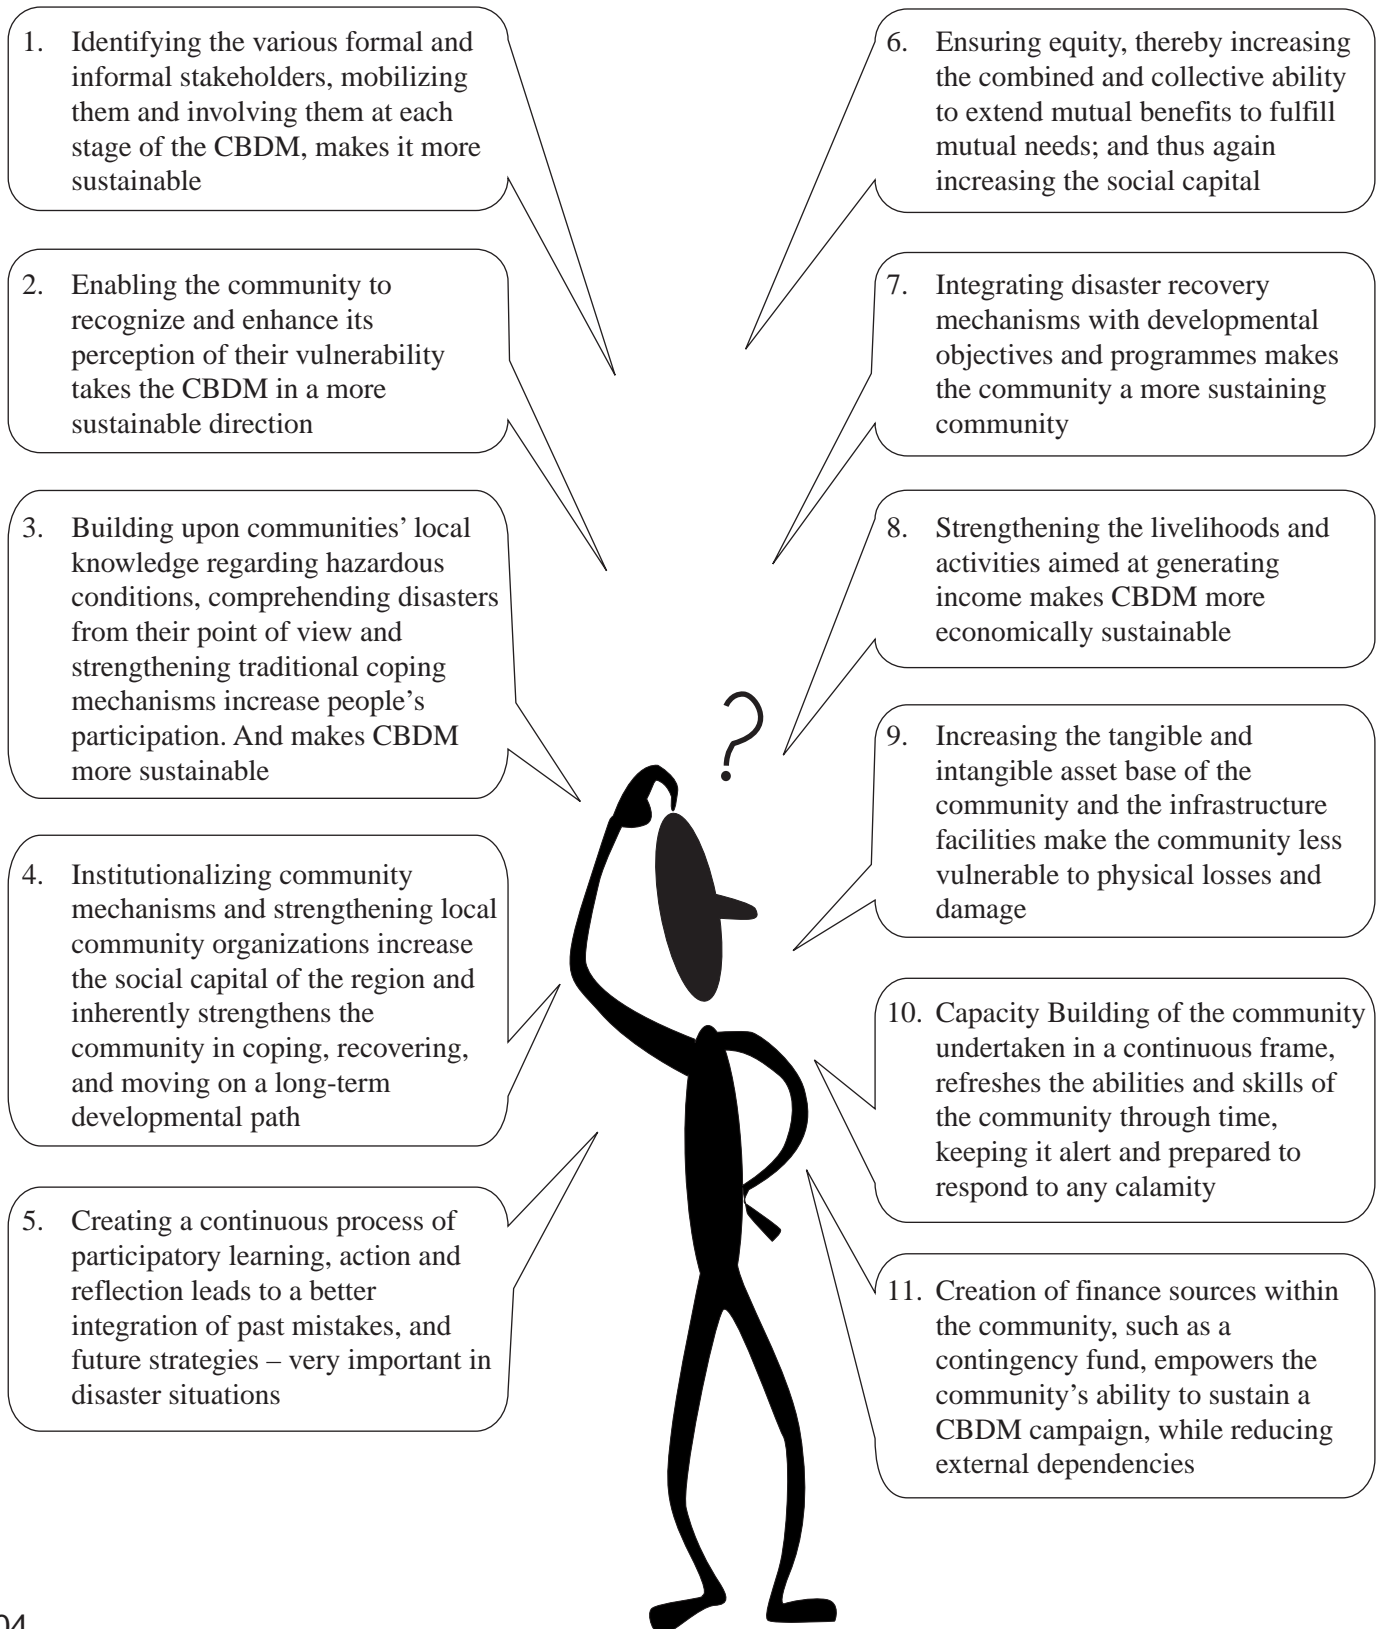 1. Identifying the various formal and
informal stakeholders, mobilizing
them and involving them at each
stage of the CBDM, makes it more
sustainable
2. Enabling the community to
recognize and enhance its
perception of their vulnerability
takes the CBDM in a more
sustainable direction
3. Building upon communities’ local
knowledge regarding hazardous
conditions, comprehending disasters
from their point of view and
strengthening traditional coping
mechanisms increase people’s
participation. And makes CBDM
more sustainable
4. Institutionalizing community
mechanisms and strengthening local
community organizations increase
the social capital of the region and
inherently strengthens the
community in coping, recovering,
and moving on a long-term
developmental path
5. Creating a continuous process of
participatory learning, action and
reflection leads to a better
integration of past mistakes, and
future strategies – very important in
disaster situations
6. Ensuring equity, thereby increasing
the combined and collective ability
to extend mutual benefits to fulfill
mutual needs; and thus again
increasing the social capital
7. Integrating disaster recovery
mechanisms with developmental
objectives and programmes makes
the community a more sustaining
community
8. Strengthening the livelihoods and
activities aimed at generating
income makes CBDM more
economically sustainable
?
9. Increasing the tangible and
intangible asset base of the
community and the infrastructure
facilities make the community less
vulnerable to physical losses and
damage
10. Capacity Building of the community
undertaken in a continuous frame,
refreshes the abilities and skills of
the community through time,
keeping it alert and prepared to
respond to any calamity
11. Creation of finance sources within
the community, such as a
contingency fund, empowers the
community’s ability to sustain a
CBDM campaign, while reducing
external dependencies